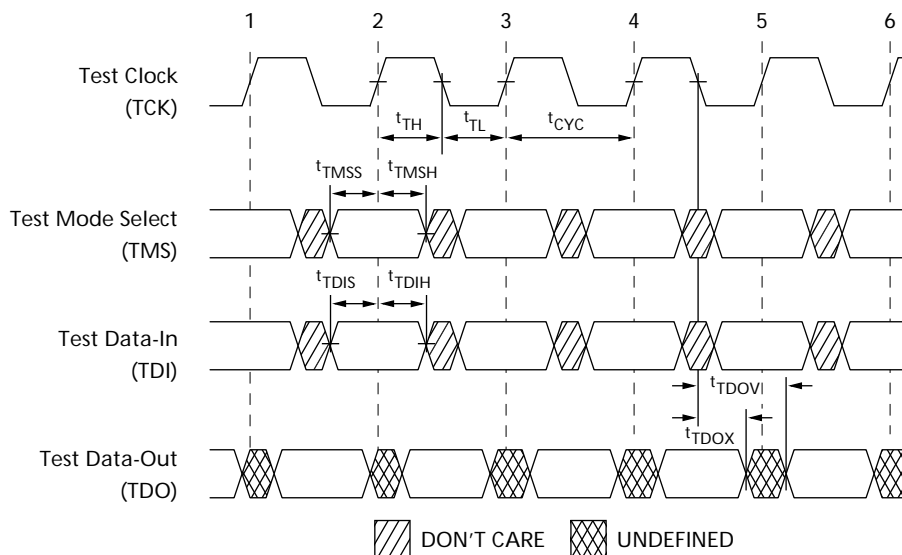 1 2 3 4 5 6
Test Clock
(TCK)
tTH tTL tCYC
tTMSS tTMSH
Test Mode Select
(TMS)
tTDIS tTDIH
Test Data-In
(TDI)
tTDOV
tTDOX
Test Data-Out
(TDO)
DON'T CARE UNDEFINED